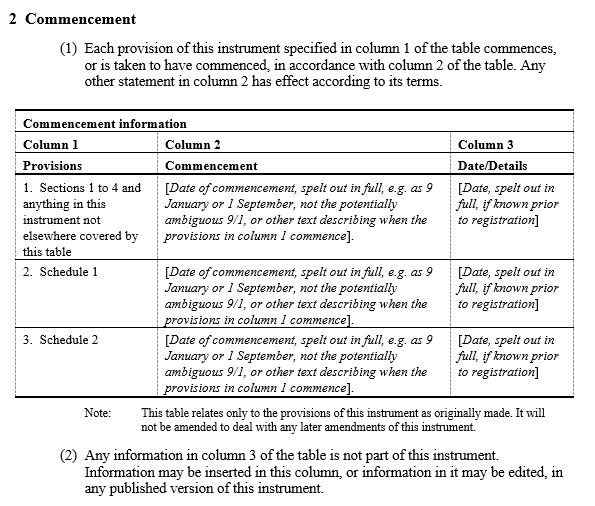 2 Commencement
(1) Each provision of this instrument specified in column 1 of the table commences,
or is taken to have commenced, in accordance with column 2 of the table. Any
other statement in column 2 has effect according to its terms.
Commencement information
Column 1 Column 2 Column 3
Provisions Commencement Date/Details
1. Sections 1 to 4 and [Date of commencement, spelt out in full, e.g. as 9 [Date, spelt out in
anything in this January or 1 September, not the potentially full, if known prior
instrument not ambiguous 9/1, or other text describing when the to registration]
elsewhere covered by provisions in column 1 commence].
this table
2. Schedule 1 [Date of commencement, spelt out in full, e.g. as 9 [Date, spelt out in
January or 1 September, not the potentially full, if known prior
ambiguous 9/1, or other text describing when the to registration]
provisions in column 1 commence].
3. Schedule 2 [Date of commencement, spelt out in full, e.g. as 9 [Date, spelt out in
January or 1 September, not the potentially full, if known prior
ambiguous 9/1, or other text describing when the to registration]
provisions in column 1 commence].
Note: This table relates only to the provisions of this instrument as originally made. It will
not be amended to deal with any later amendments of this instrument.
(2) Any information in column 3 of the table is not part of this instrument.
Information may be inserted in this column, or information in it may be edited, in
any published version of this instrument.